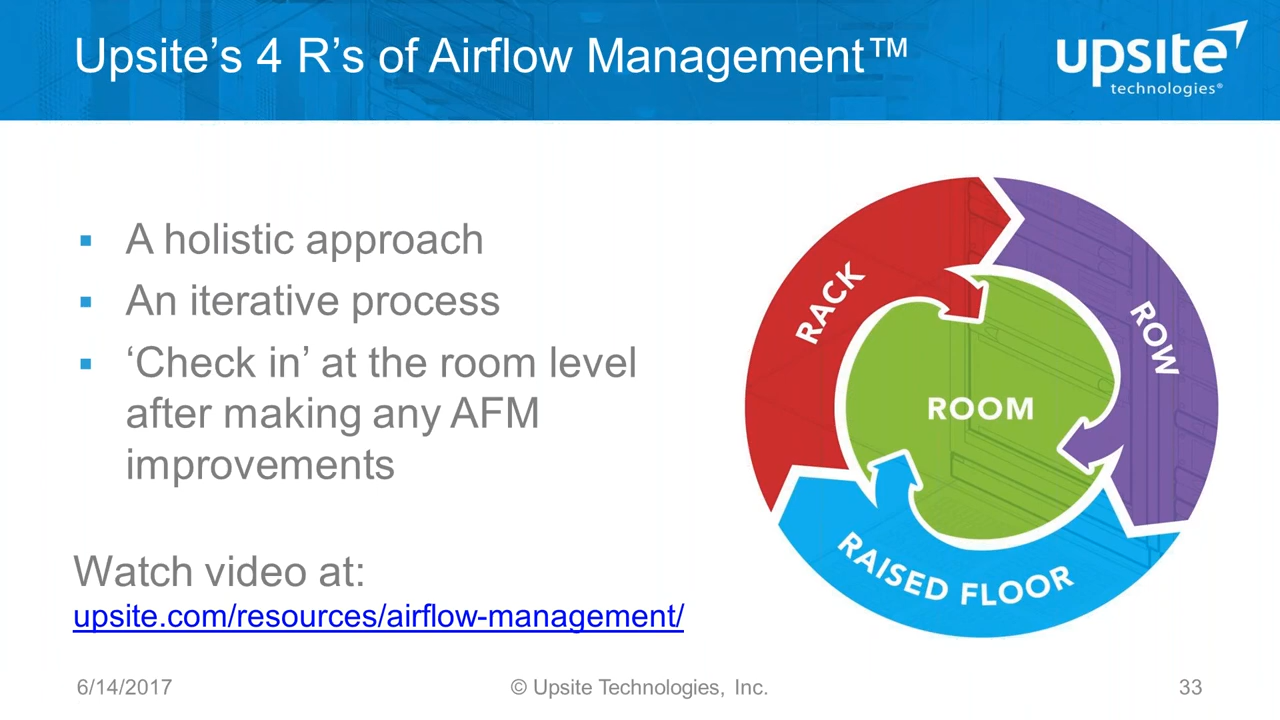 Upsite’s 4 R’s of Airflow Management™
upsite
technologies®
▪ A holistic approach
▪ An iterative process
▪ ‘Check in’ at the room level
after making any AFM
improvements
Watch video at:
upsite.com/resources/airflow-management/
RACK
ROW
ROOM
RAISED FLOOR
6/14/2017
© Upsite Technologies, Inc.
33